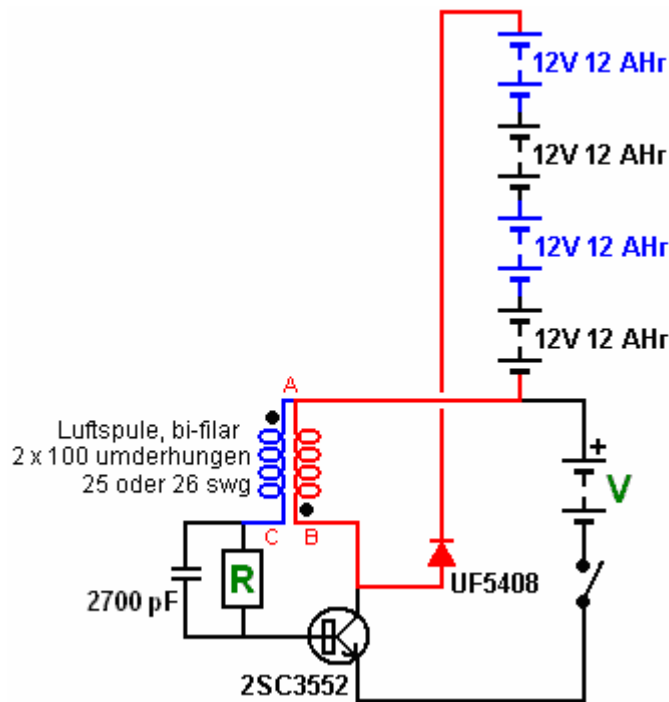 12V 12 AHr
12V 12 AHr
12V 12 AHr
12V 12 AHr
A
Luftspule, bi-filar
2 x 100 umderhungen
25 oder 26 swg
+
V
C B
R
2700 pF
UF5408
2SC3552